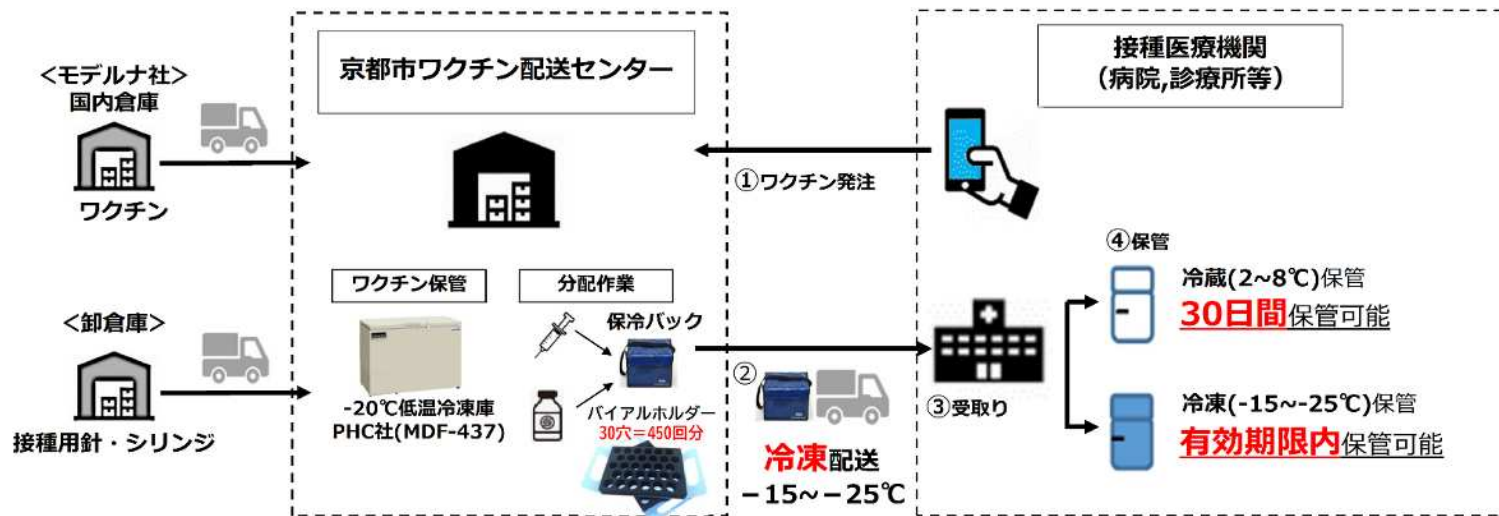 <モデルナ社>
国内倉庫
ワクチン
<卸倉庫>
接種用針・シリンジ
京都市ワクチン配送センター
ワクチン保管
-20℃低温冷凍庫
PHC社(MDF-437)
分配作業
保冷バック
バイアルホルダー
30穴=450回分
①ワクチン発注
②
冷凍配送
−15~−25℃
接種医療機関
(病院,診療所等)
③受取り
④保管
冷蔵(2~8℃)保管
30日間保管可能
冷凍(-15~-25℃)保管
有効期限内保管可能